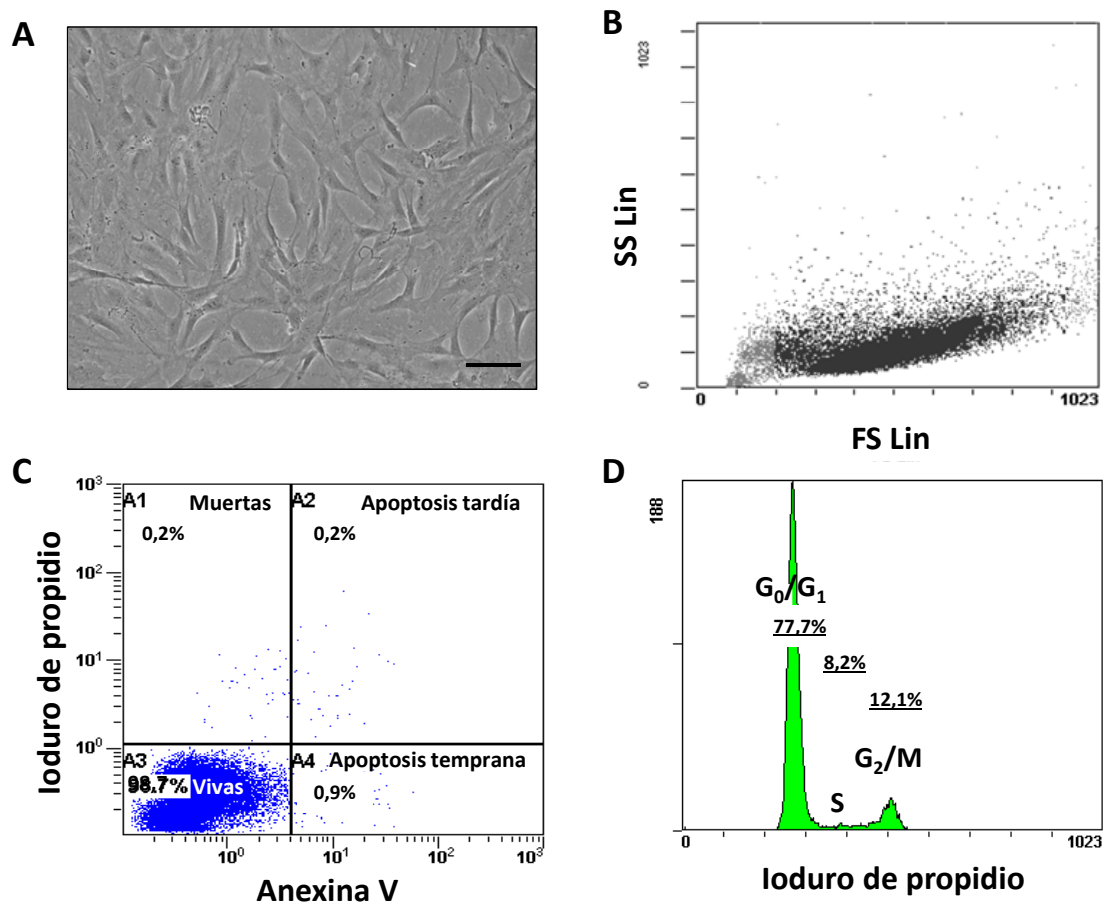 A
B
1023
SS Lin
0
0
1023
FS Lin
C
10³
10²
10¹
10⁰
Ioduro de propidio
A1
Muertas
0,2%
A2
Apoptosis tardía
0,2%
A3
Vivas
A4
Apoptosis temprana
0,9%
10⁰
10¹
10²
10³
Anexina V
D
188
G₀/G₁
77,7%
8,2%
12,1%
G₂/M
S
0
1023
Ioduro de propidio